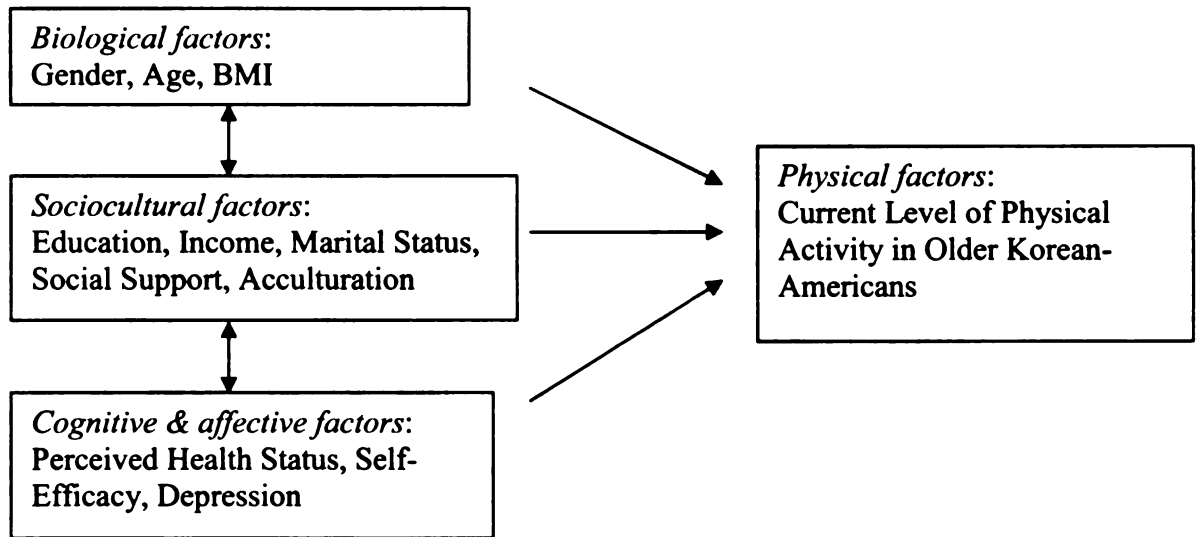 Biological factors:
Gender, Age, BMI
Sociocultural factors:
Education, Income, Marital Status,
Social Support, Acculturation
Cognitive & affective factors:
Perceived Health Status, Self-
Efficacy, Depression
Physical factors:
Current Level of Physical
Activity in Older Korean-
Americans